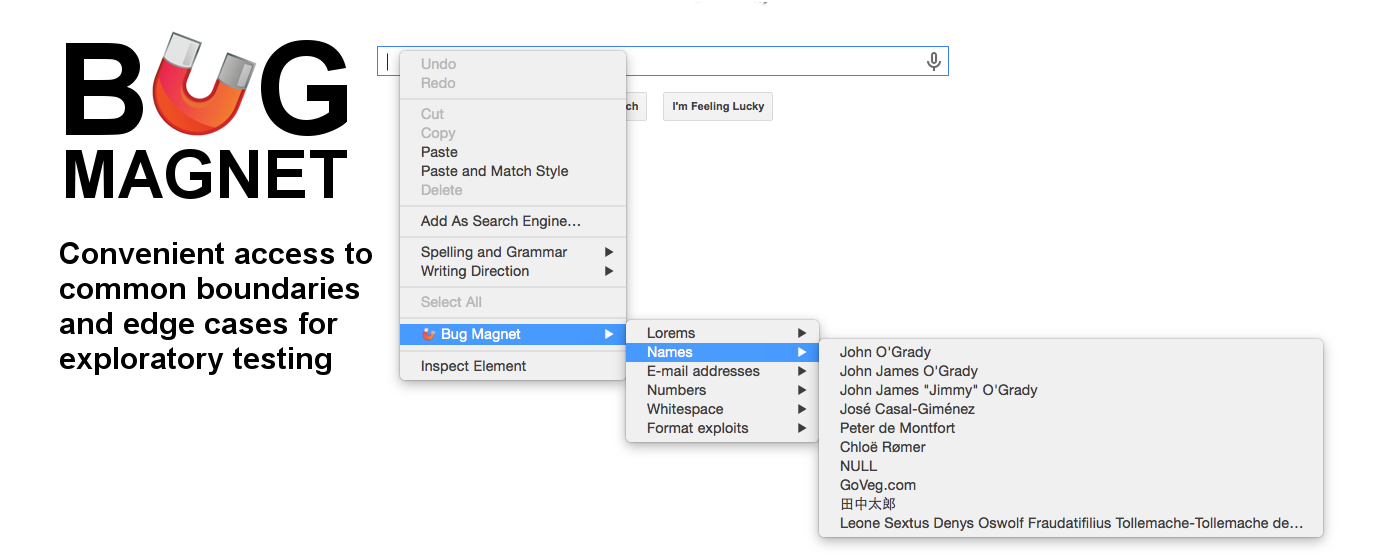 BUG
MAGNET
Convenient access to
common boundaries
and edge cases for
exploratory testing
Undo
Redo
Cut
Copy
Paste
Paste and Match Style
Delete
Add As Search Engine…
Spelling and Grammar
Writing Direction
Select All
Bug Magnet
Inspect Element
ch
I'm Feeling Lucky
Lorems
Names
E-mail addresses
Numbers
Whitespace
Format exploits
John O'Grady
John James O'Grady
John James "Jimmy" O'Grady
José Casal-Giménez
Peter de Montfort
Chloë Rømer
NULL
GoVeg.com
田中太郎
Leone Sextus Denys Oswolf Fraudatifilius Tollemache-Tollemache de…